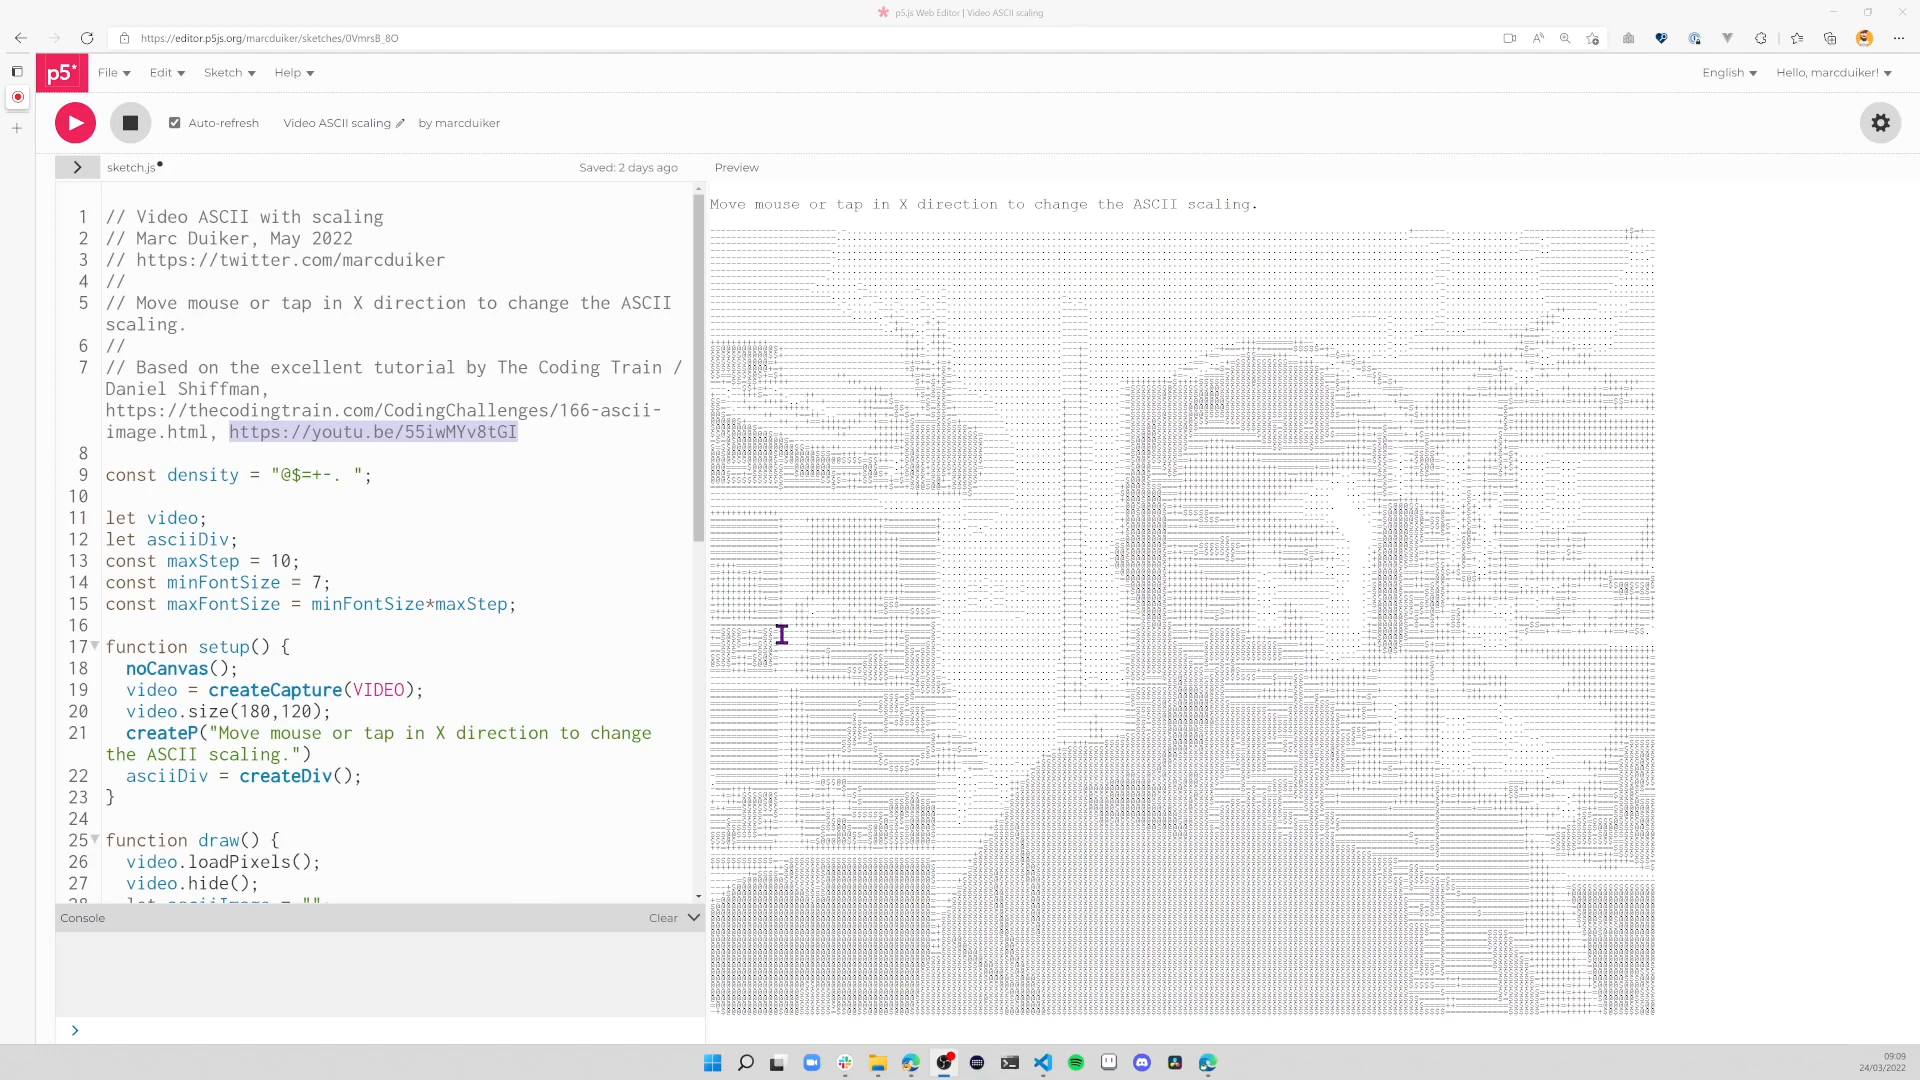 p5.js Web Editor | Video ASCII scaling
https://editor.p5js.org/marcduiker/sketches/0VmrsB_8O
p5* File Edit Sketch Help English Hello, marcduiker!
Auto-refresh Video ASCII scaling by marcduiker
sketch.js Saved: 2 days ago Preview
Move mouse or tap in X direction to change the ASCII scaling.
1 // Video ASCII with scaling
2 // Marc Duiker, May 2022
3 // https://twitter.com/marcduiker
4 //
5 // Move mouse or tap in X direction to change the ASCII
scaling.
6 //
7 // Based on the excellent tutorial by The Coding Train /
Daniel Shiffman,
https://thecodingtrain.com/CodingChallenges/166-ascii-
image.html, https://youtu.be/55iwMYv8tGI
8
9 const density = "@$=+-. ";
10
11 let video;
12 let asciiDiv;
13 const maxStep = 10;
14 const minFontSize = 7;
15 const maxFontSize = minFontSize*maxStep;
16
17 function setup() {
18 noCanvas();
19 video = createCapture(VIDEO);
20 video.size(180,120);
21 createP("Move mouse or tap in X direction to change
the ASCII scaling.")
22 asciiDiv = createDiv();
23 }
24
25 function draw() {
26 video.loadPixels();
27 video.hide();
Console Clear
09:09
24/03/2022